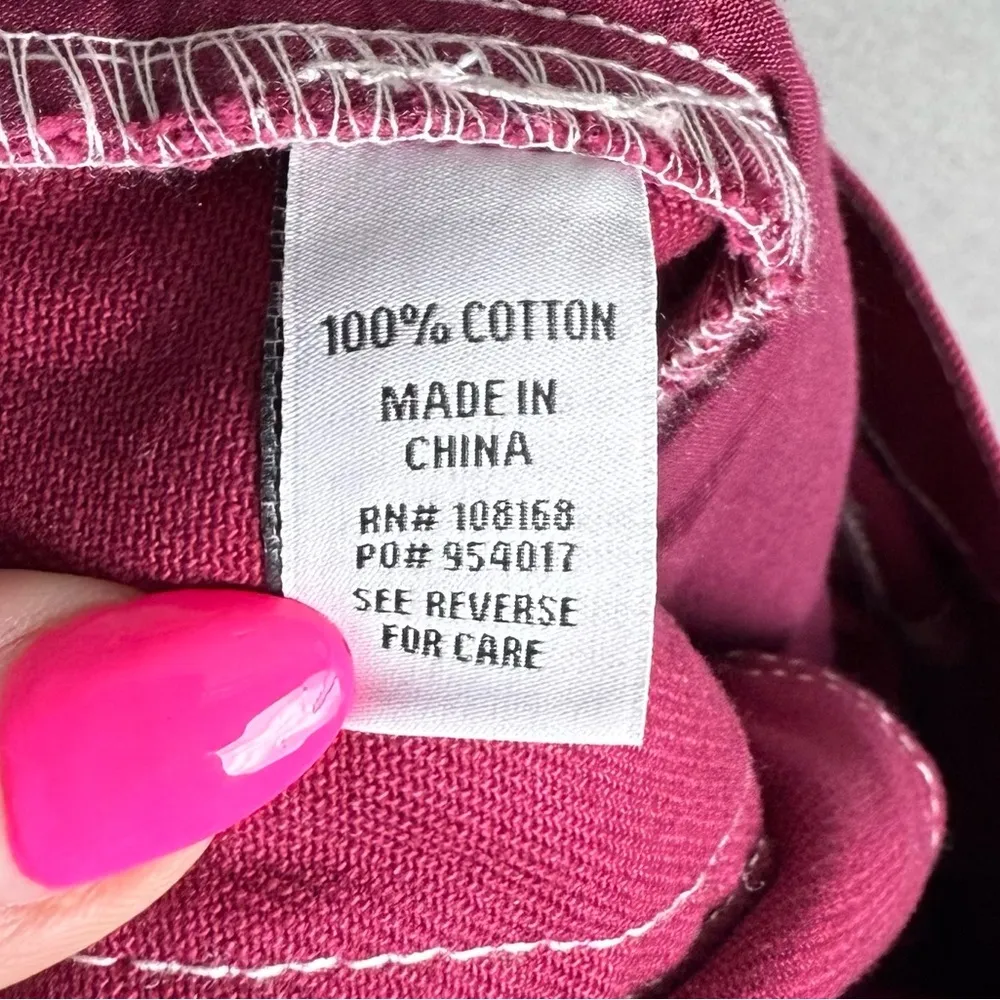 100% COTTON
MADE IN
CHINA
RN# 108168
PO# 954017
SEE REVERSE
FOR CARE